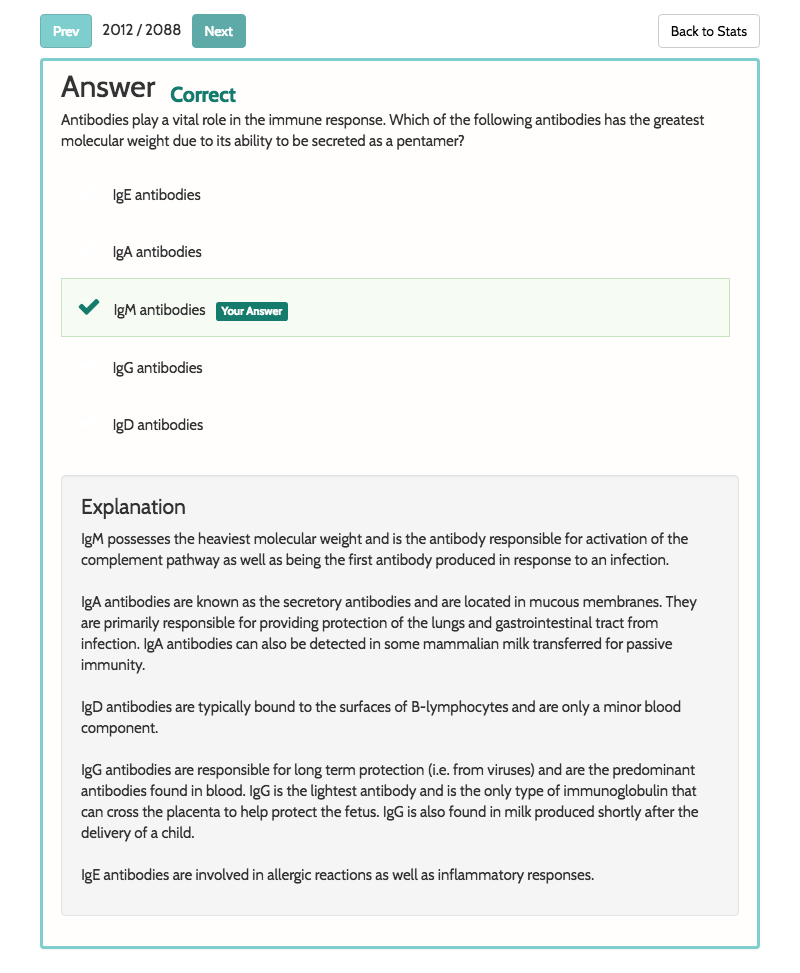 Prev 2012 / 2088 Next Back to Stats
Answer Correct
Antibodies play a vital role in the immune response. Which of the following antibodies has the greatest
molecular weight due to its ability to be secreted as a pentamer?
IgE antibodies
IgA antibodies
IgM antibodies Your Answer
IgG antibodies
IgD antibodies
Explanation
IgM possesses the heaviest molecular weight and is the antibody responsible for activation of the
complement pathway as well as being the first antibody produced in response to an infection.
IgA antibodies are known as the secretory antibodies and are located in mucous membranes. They
are primarily responsible for providing protection of the lungs and gastrointestinal tract from
infection. IgA antibodies can also be detected in some mammalian milk transferred for passive
immunity.
IgD antibodies are typically bound to the surfaces of B-lymphocytes and are only a minor blood
component.
IgG antibodies are responsible for long term protection (i.e. from viruses) and are the predominant
antibodies found in blood. IgG is the lightest antibody and is the only type of immunoglobulin that
can cross the placenta to help protect the fetus. IgG is also found in milk produced shortly after the
delivery of a child.
IgE antibodies are involved in allergic reactions as well as inflammatory responses.